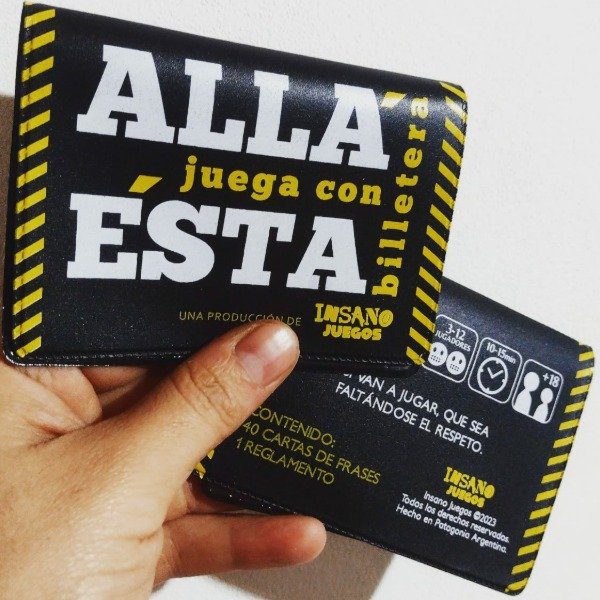 ALLÁ
juega con
ÉSTA
billetera
UNA PRODUCCIÓN DE
INSANO
JUEGOS
3-12
JUGADORES
10-15min
+18
VAN A JUGAR, QUE SEA
FALTÁNDOSE EL RESPETO.
CONTENIDO:
40 CARTAS DE FRASES
1 REGLAMENTO
INSANO
JUEGOS
Insano Juegos ©2023
Todos los derechos reservados.
Hecho en Patagonia Argentina.